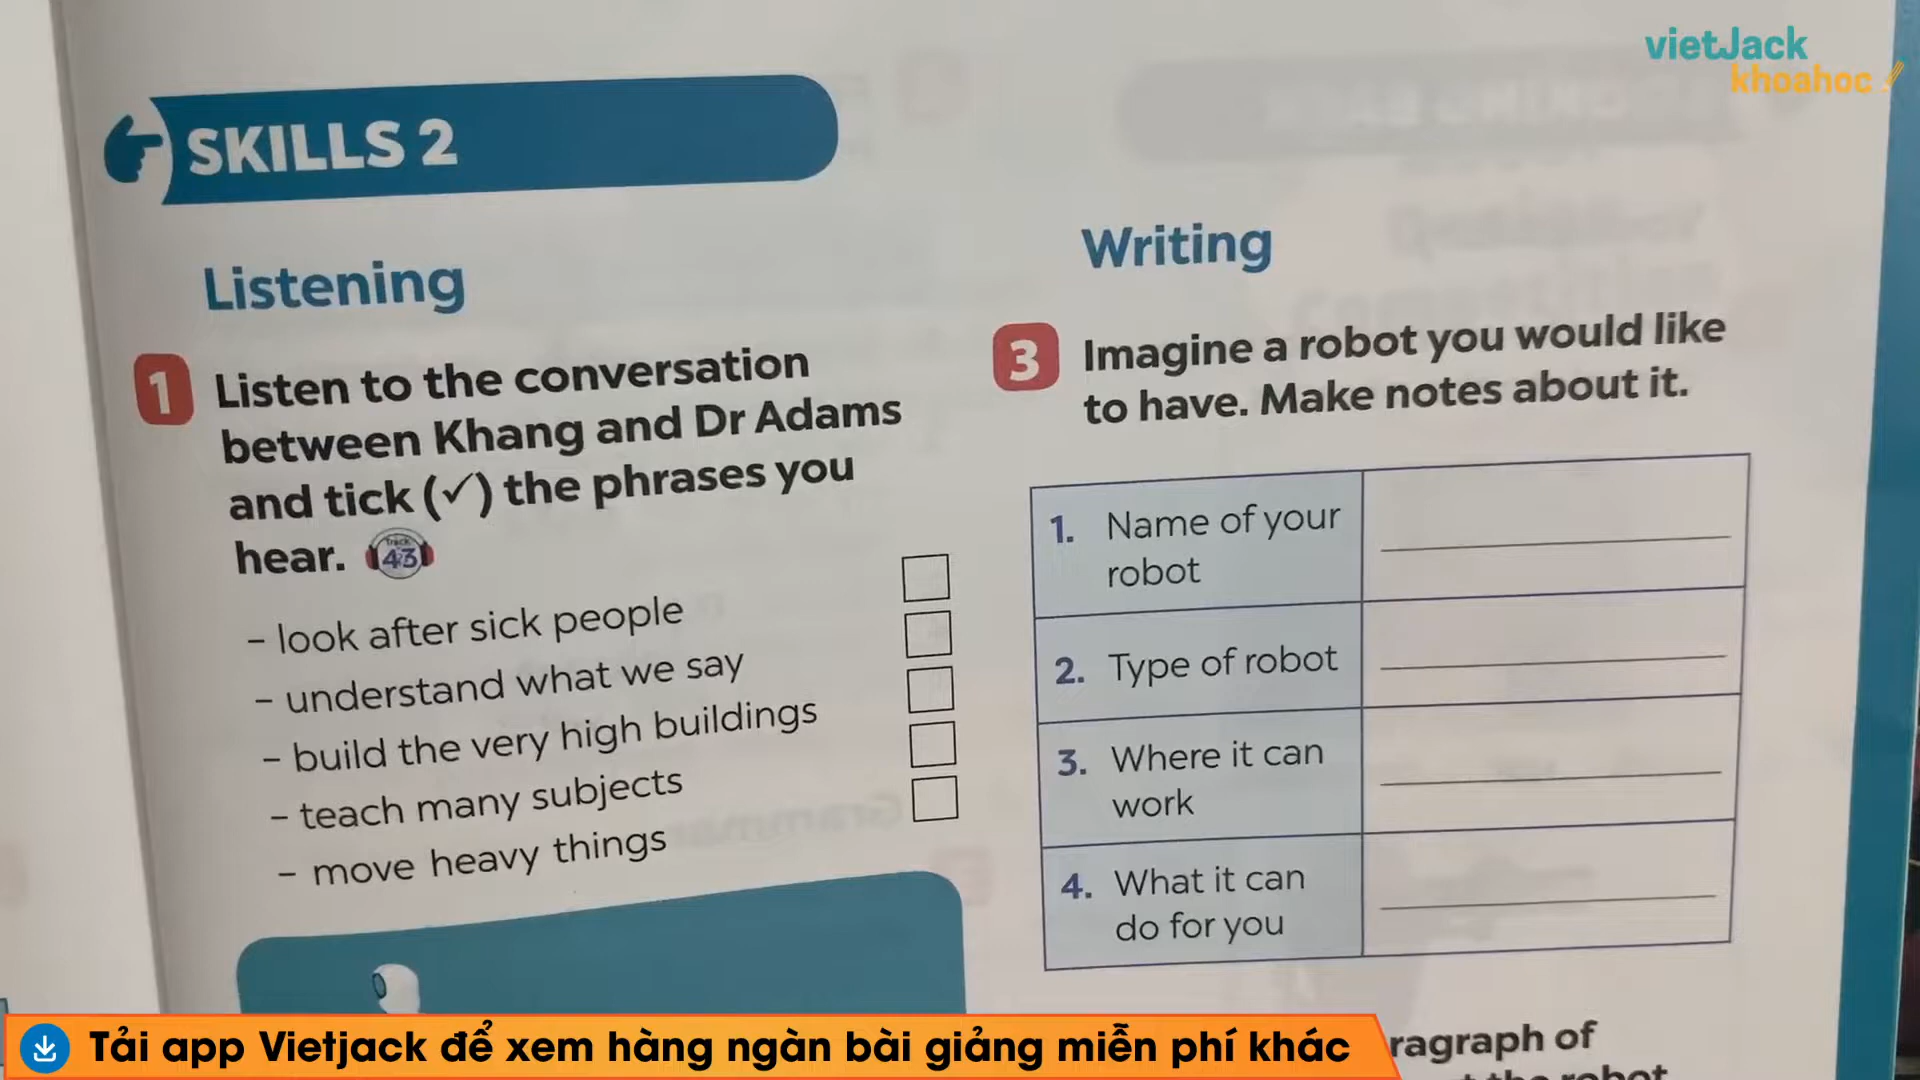 vietJack
khoahoc
SKILLS 2
Listening
1 Listen to the conversation
between Khang and Dr Adams
and tick (✓) the phrases you
hear. Track 43
– look after sick people
– understand what we say
– build the very high buildings
– teach many subjects
– move heavy things
Writing
3 Imagine a robot you would like
to have. Make notes about it.
1. Name of your
robot
2. Type of robot
3. Where it can
work
4. What it can
do for you
ragraph of
robot
Tải app Vietjack để xem hàng ngàn bài giảng miễn phí khác